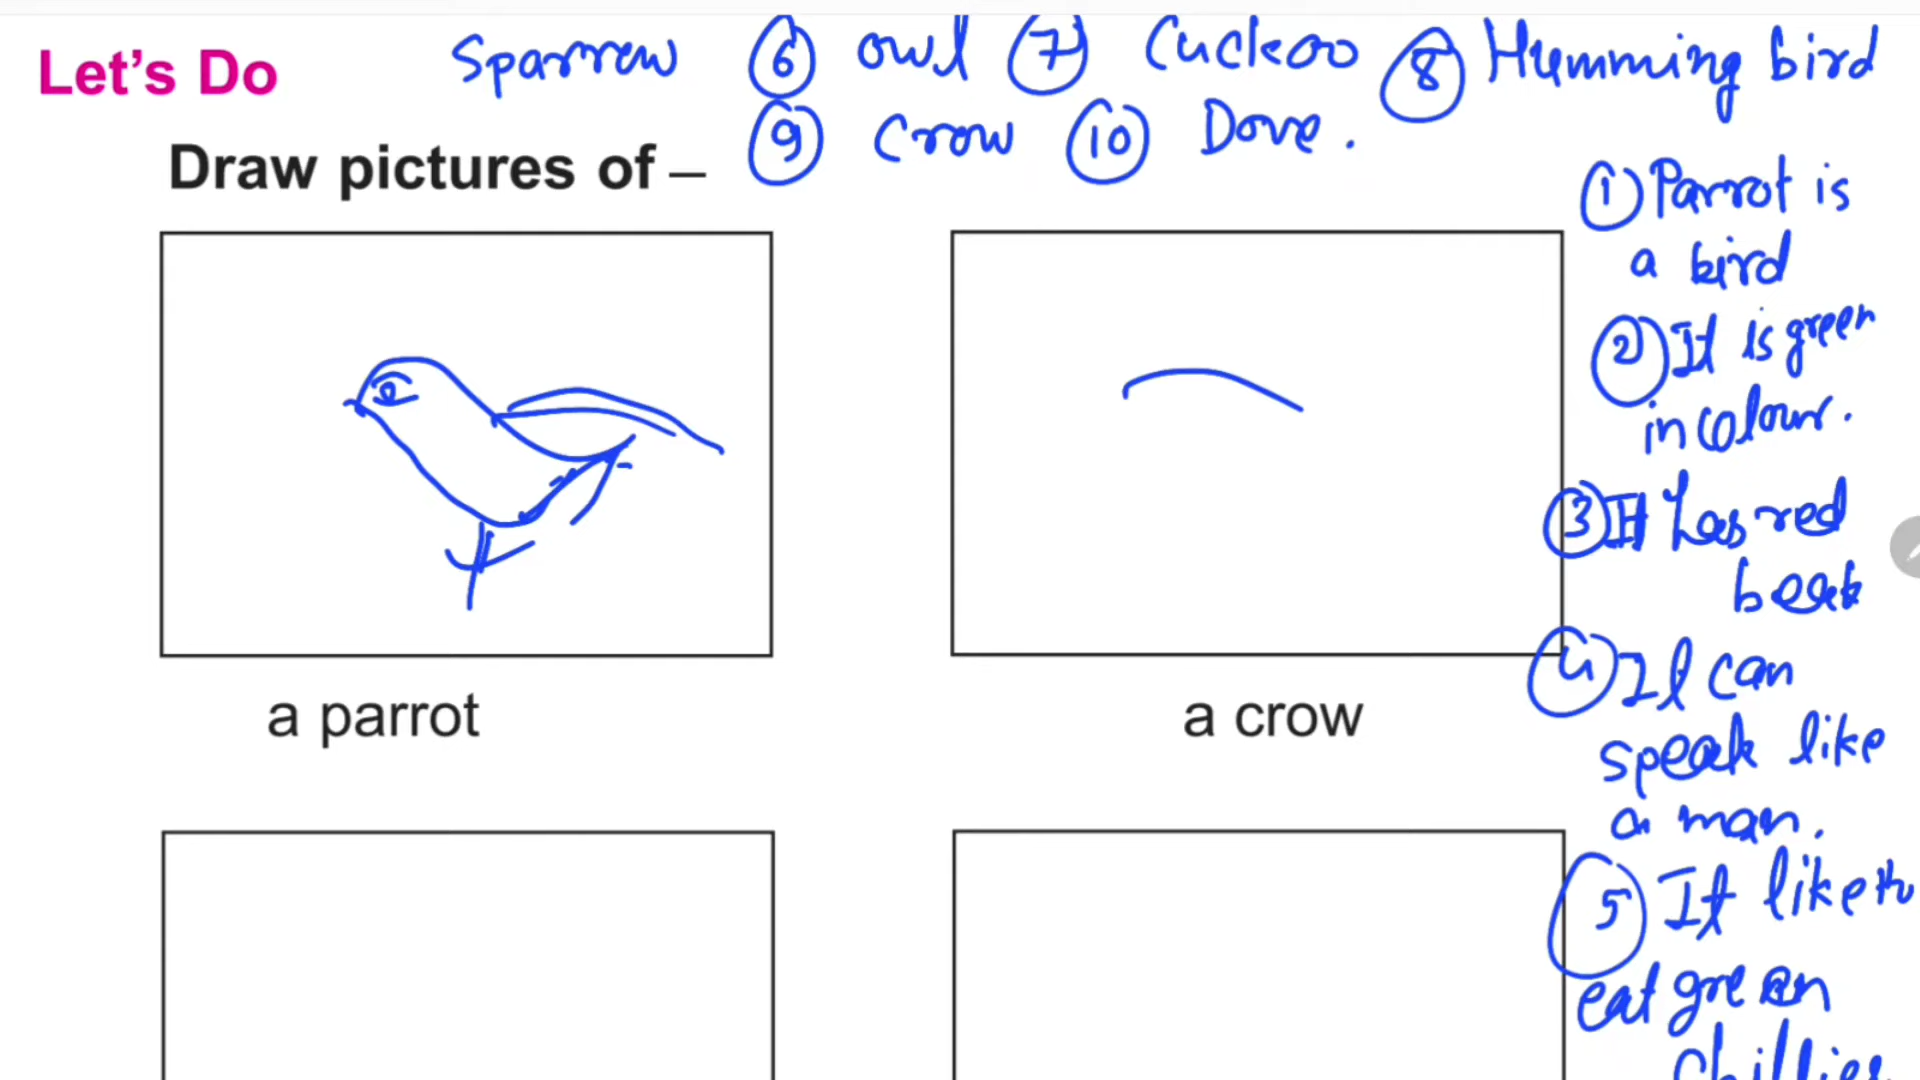 Let's Do
Sparrow ⑥ owl ⑦ Cuckoo ⑧ Humming bird
⑨ Crow ⑩ Dove.
Draw pictures of –
① Parrot is
a bird
② It is green
in colour.
③ It has red
beak
④ It can
speak like
a man.
⑤ It like to
eat green
chillies
a parrot
a crow